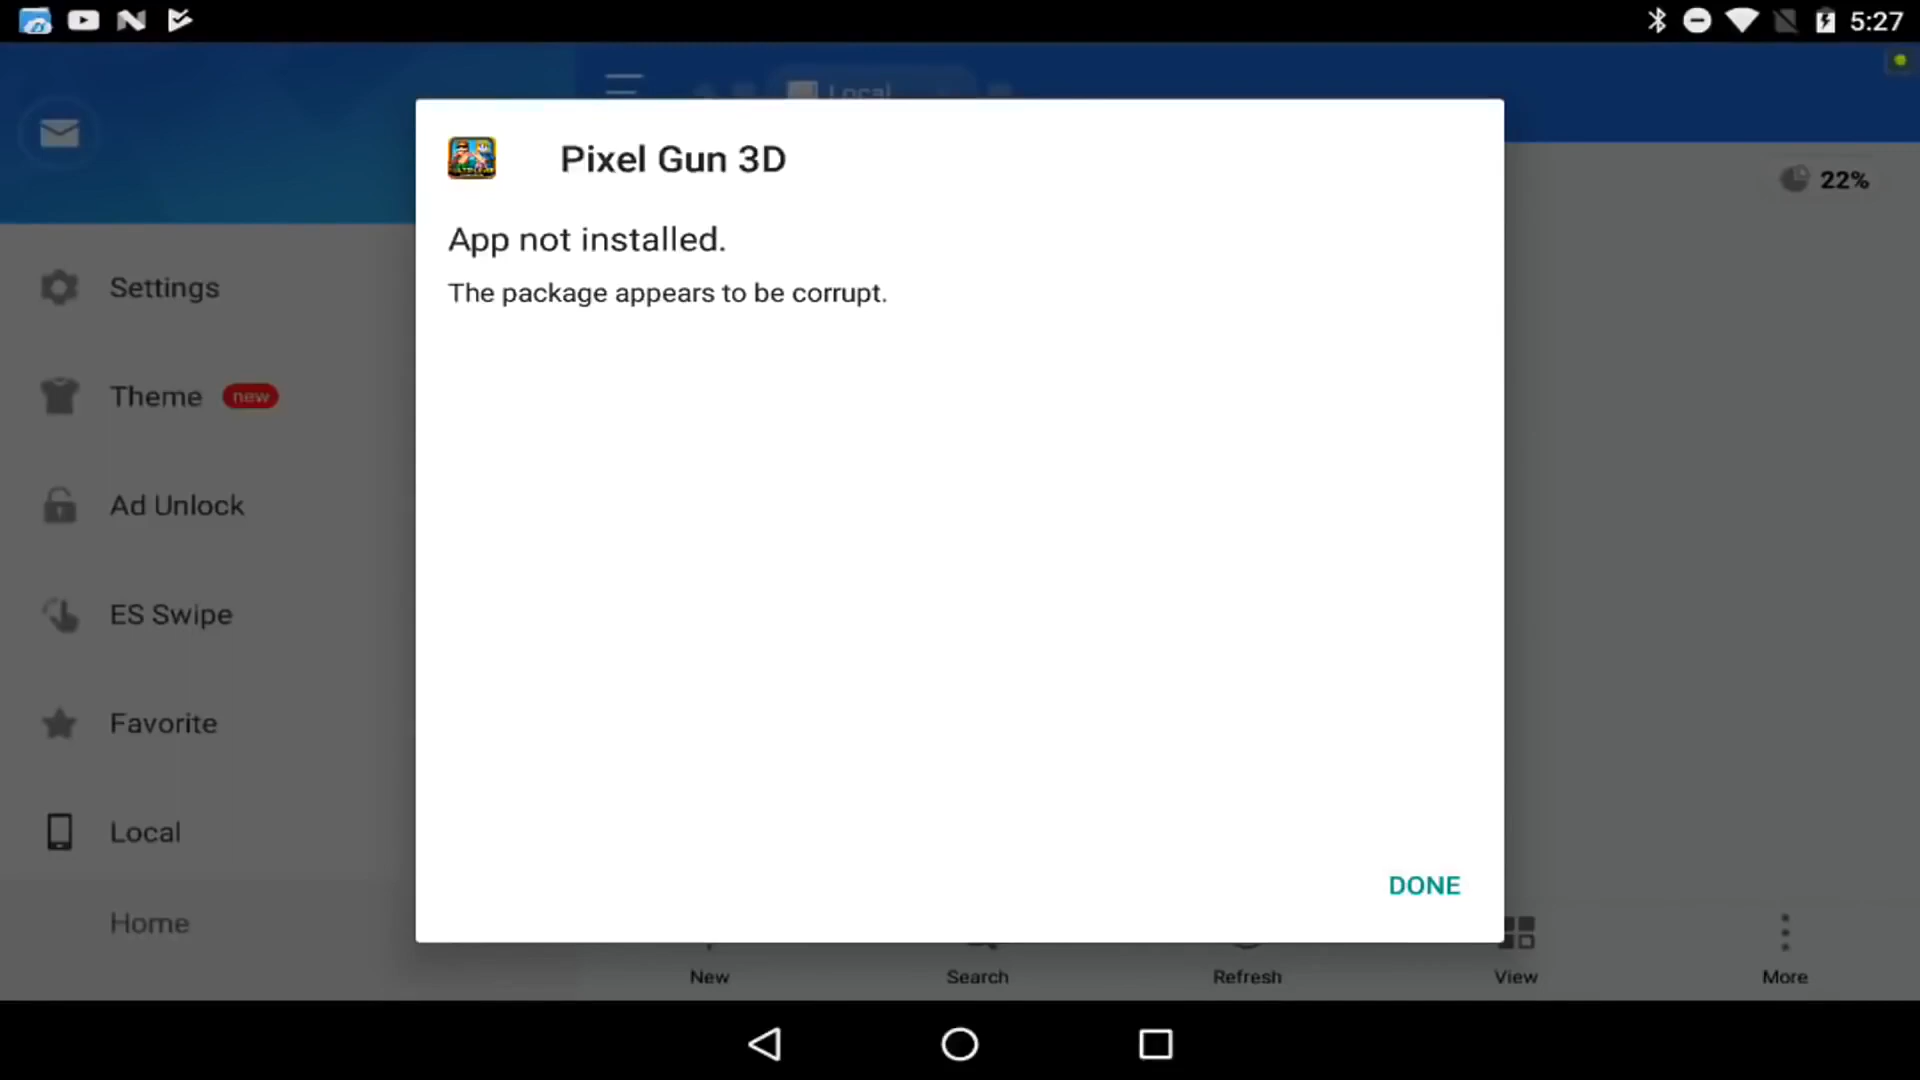 5:27
Local
22%
Pixel Gun 3D
App not installed.
The package appears to be corrupt.
DONE
Settings
Theme new
Ad Unlock
ES Swipe
Favorite
Local
Home
New Search Refresh View More